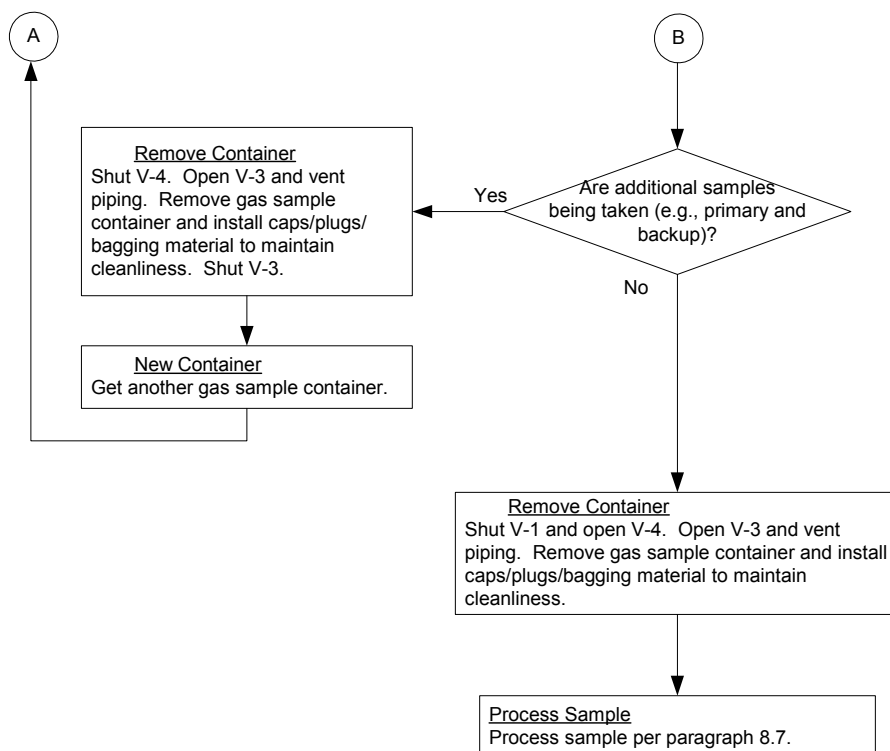 A
B
Remove Container
Shut V-4. Open V-3 and vent
piping. Remove gas sample
container and install caps/plugs/
bagging material to maintain
cleanliness. Shut V-3.
Yes
Are additional samples
being taken (e.g., primary and
backup)?
No
New Container
Get another gas sample container.
Remove Container
Shut V-1 and open V-4. Open V-3 and vent
piping. Remove gas sample container and install
caps/plugs/bagging material to maintain
cleanliness.
Process Sample
Process sample per paragraph 8.7.